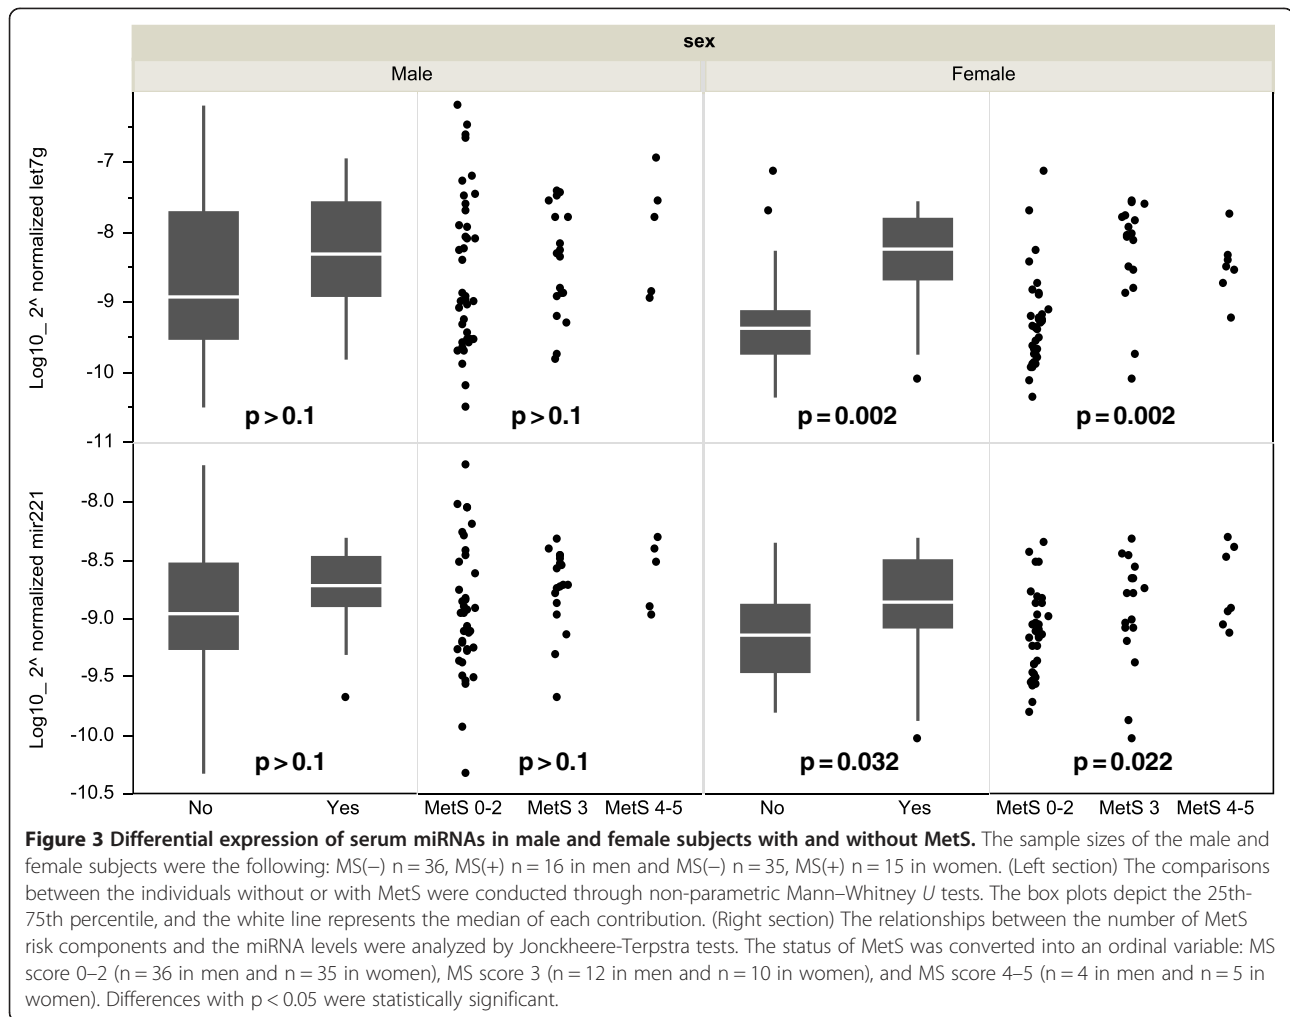 sex
Male Female
Log10_ 2^ normalized let7g
-7
-8
-9
-10
-11
p > 0.1 p > 0.1 p = 0.002 p = 0.002
Log10_ 2^ normalized mir221
-8.0
-8.5
-9.0
-9.5
-10.0
-10.5
p > 0.1 p > 0.1 p = 0.032 p = 0.022
No Yes MetS 0-2 MetS 3 MetS 4-5 No Yes MetS 0-2 MetS 3 MetS 4-5
Figure 3 Differential expression of serum miRNAs in male and female subjects with and without MetS. The sample sizes of the male and
female subjects were the following: MS(−) n = 36, MS(+) n = 16 in men and MS(−) n = 35, MS(+) n = 15 in women. (Left section) The comparisons
between the individuals without or with MetS were conducted through non-parametric Mann–Whitney U tests. The box plots depict the 25th-
75th percentile, and the white line represents the median of each contribution. (Right section) The relationships between the number of MetS
risk components and the miRNA levels were analyzed by Jonckheere-Terpstra tests. The status of MetS was converted into an ordinal variable: MS
score 0–2 (n = 36 in men and n = 35 in women), MS score 3 (n = 12 in men and n = 10 in women), and MS score 4–5 (n = 4 in men and n = 5 in
women). Differences with p < 0.05 were statistically significant.